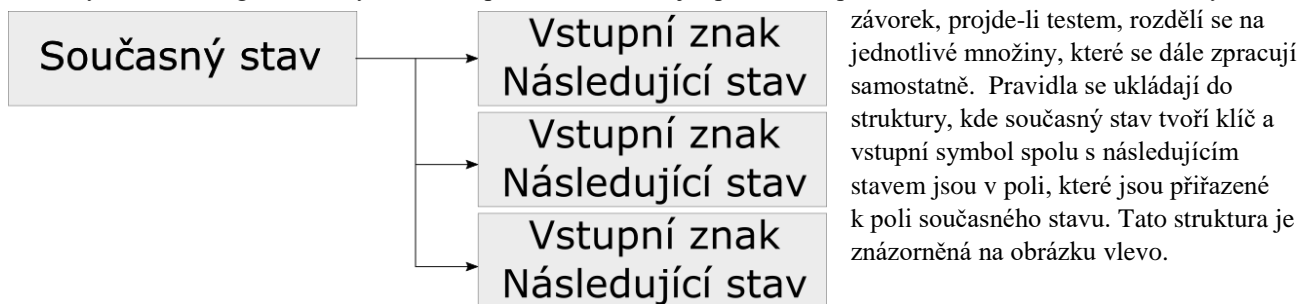 Současný stav
Vstupní znak
Následující stav
Vstupní znak
Následující stav
Vstupní znak
Následující stav
závorek, projde-li testem, rozdělí se na
jednotlivé množiny, které se dále zpracují
samostatně.  Pravidla se ukládají do
struktury, kde současný stav tvoří klíč a
vstupní symbol spolu s následujícím
stavem jsou v poli, které jsou přiřazené
k poli současného stavu. Tato struktura je
znázorněná na obrázku vlevo.